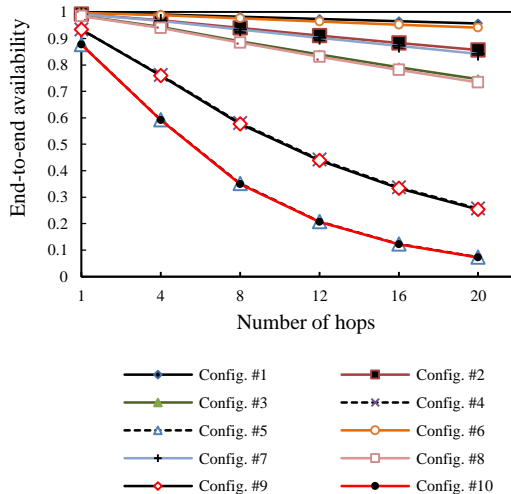 1
0.9
0.8
0.7
0.6
0.5
0.4
0.3
0.2
0.1
0
End-to-end availability
1 4 8 12 16 20
Number of hops
Config. #1 Config. #2
Config. #3 Config. #4
Config. #5 Config. #6
Config. #7 Config. #8
Config. #9 Config. #10